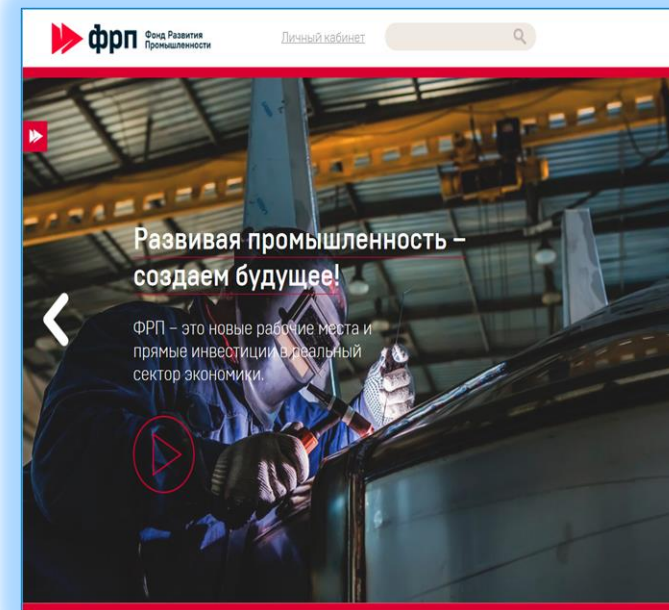 фрп Фонд Развития
Промышленности
Личный кабинет
Развивая промышленность –
создаем будущее!
ФРП – это новые рабочие места и
прямые инвестиции в реальный
сектор экономики.